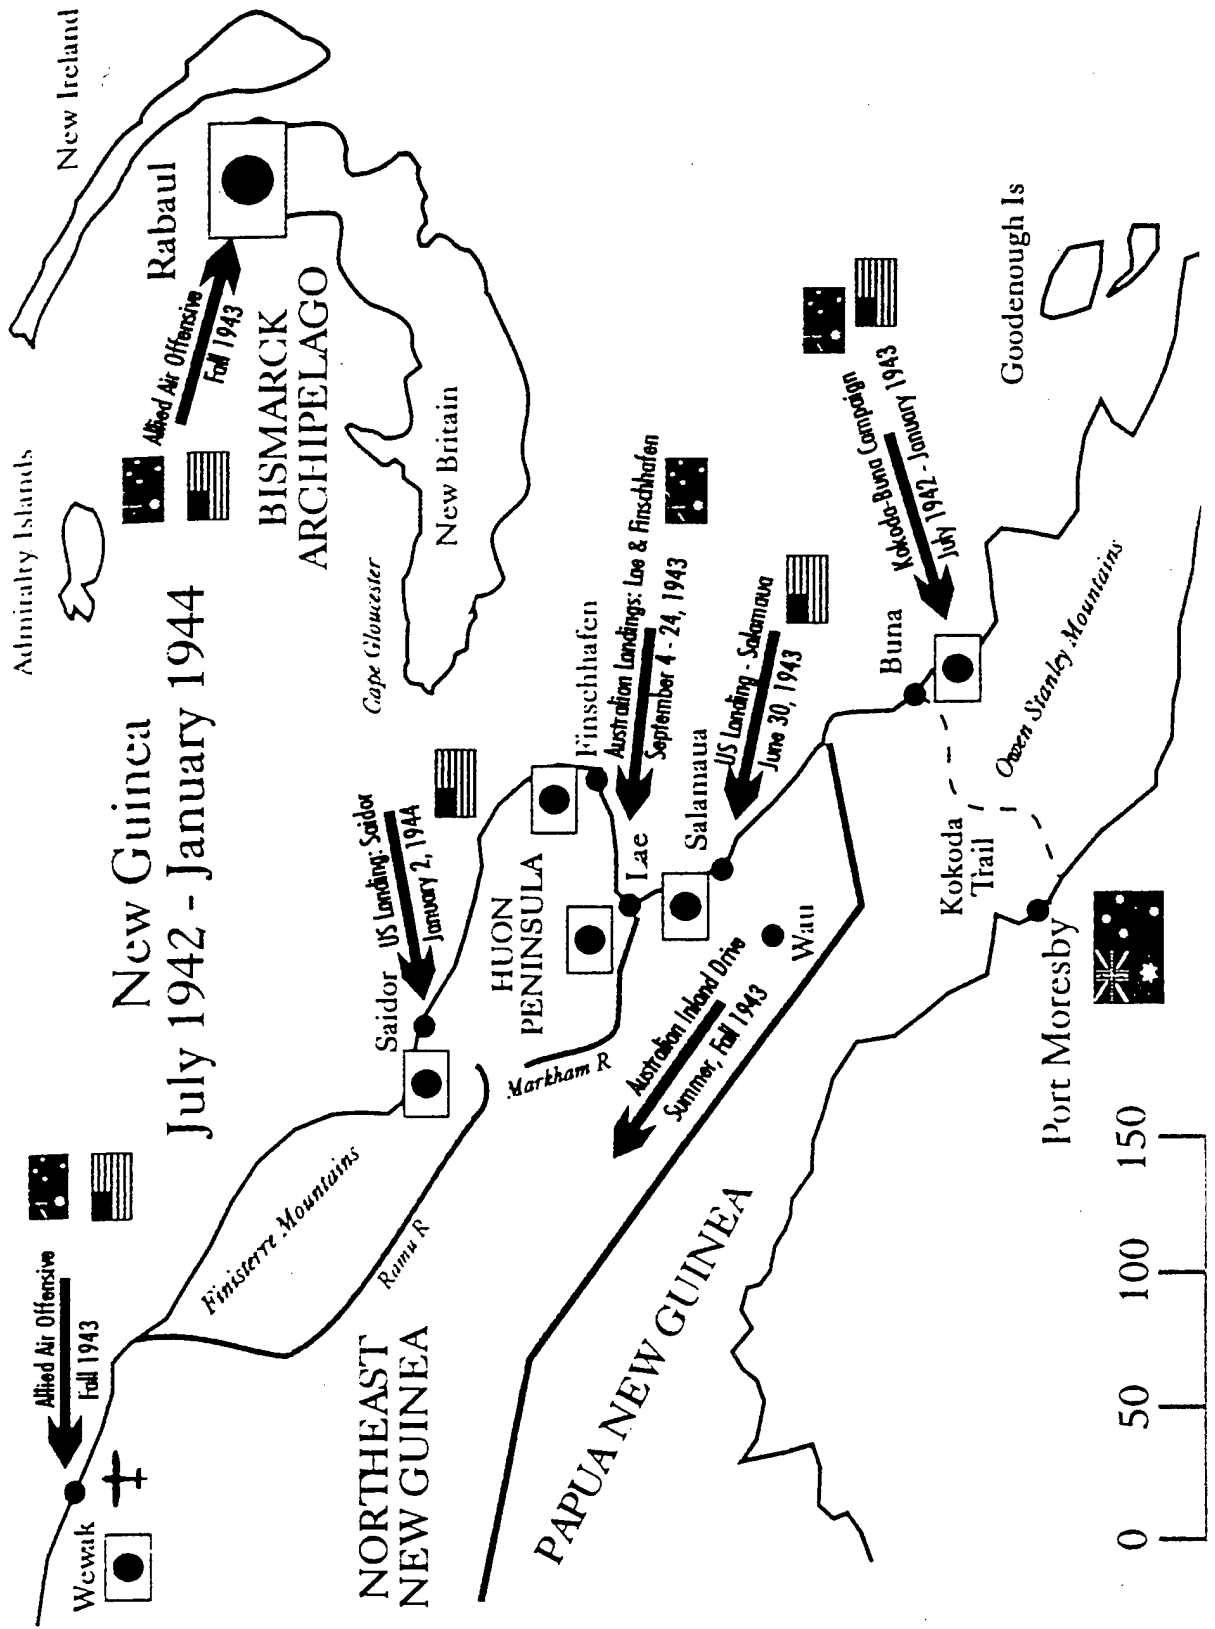 New Guinea
July 1942 - January 1944
Admiralty Islands
New Ireland
Rabaul
Allied Air Offensive
Fall 1943
BISMARCK
ARCHIPELAGO
New Britain
Cape Gloucester
Allied Air Offensive
Fall 1943
Wewak
Finisterre Mountains
Ramu R
Saidor
US Landing: Saidor
January 2, 1944
NORTHEAST
NEW GUINEA
HUON
PENINSULA
Markham R
Finschhafen
Australian Landings: Lae & Finschhafen
September 4 - 24, 1943
Lae
Salamaua
US Landing - Salamaua
June 30, 1943
Australian Inland Drive
Summer, Fall 1943
Wau
PAPUA NEW GUINEA
Buna
Kokoda-Buna Campaign
July 1942 - January 1943
Goodenough Is
Owen Stanley Mountains
Kokoda
Trail
Port Moresby
0 50 100 150